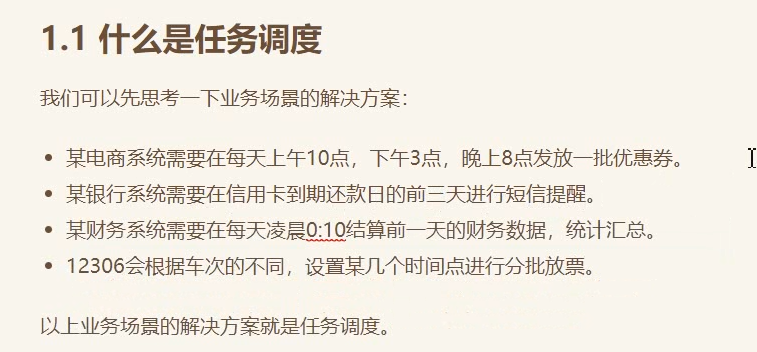 1.1 什么是任务调度
我们可以先思考一下业务场景的解决方案：
• 某电商系统需要在每天上午10点，下午3点，晚上8点发放一批优惠券。
• 某银行系统需要在信用卡到期还款日的前三天进行短信提醒。
• 某财务系统需要在每天凌晨0:10结算前一天的财务数据，统计汇总。
• 12306会根据车次的不同，设置某几个时间点进行分批放票。
以上业务场景的解决方案就是任务调度。